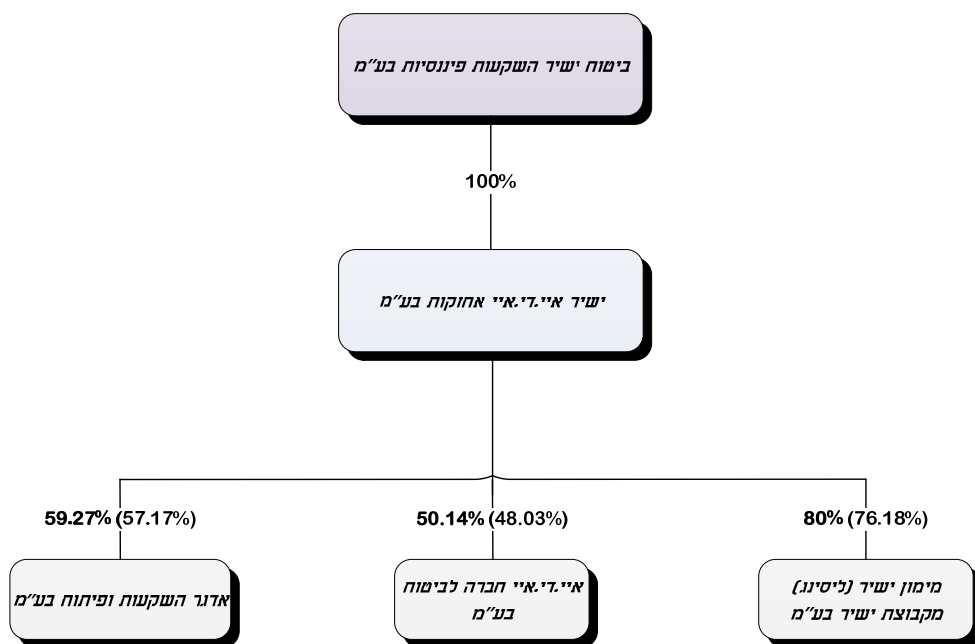 ביטוח ישיר השקעות פיננסיות בע"מ
100%
ישיר איי.די.איי אחזקות בע"מ
59.27% (57.17%)
50.14% (48.03%)
80% (76.18%)
אדגר השקעות ופיתוח בע"מ
איי.די.איי חברה לביטוח
בע"מ
מימון ישיר (ליסינג)
מקבוצת ישיר בע"מ